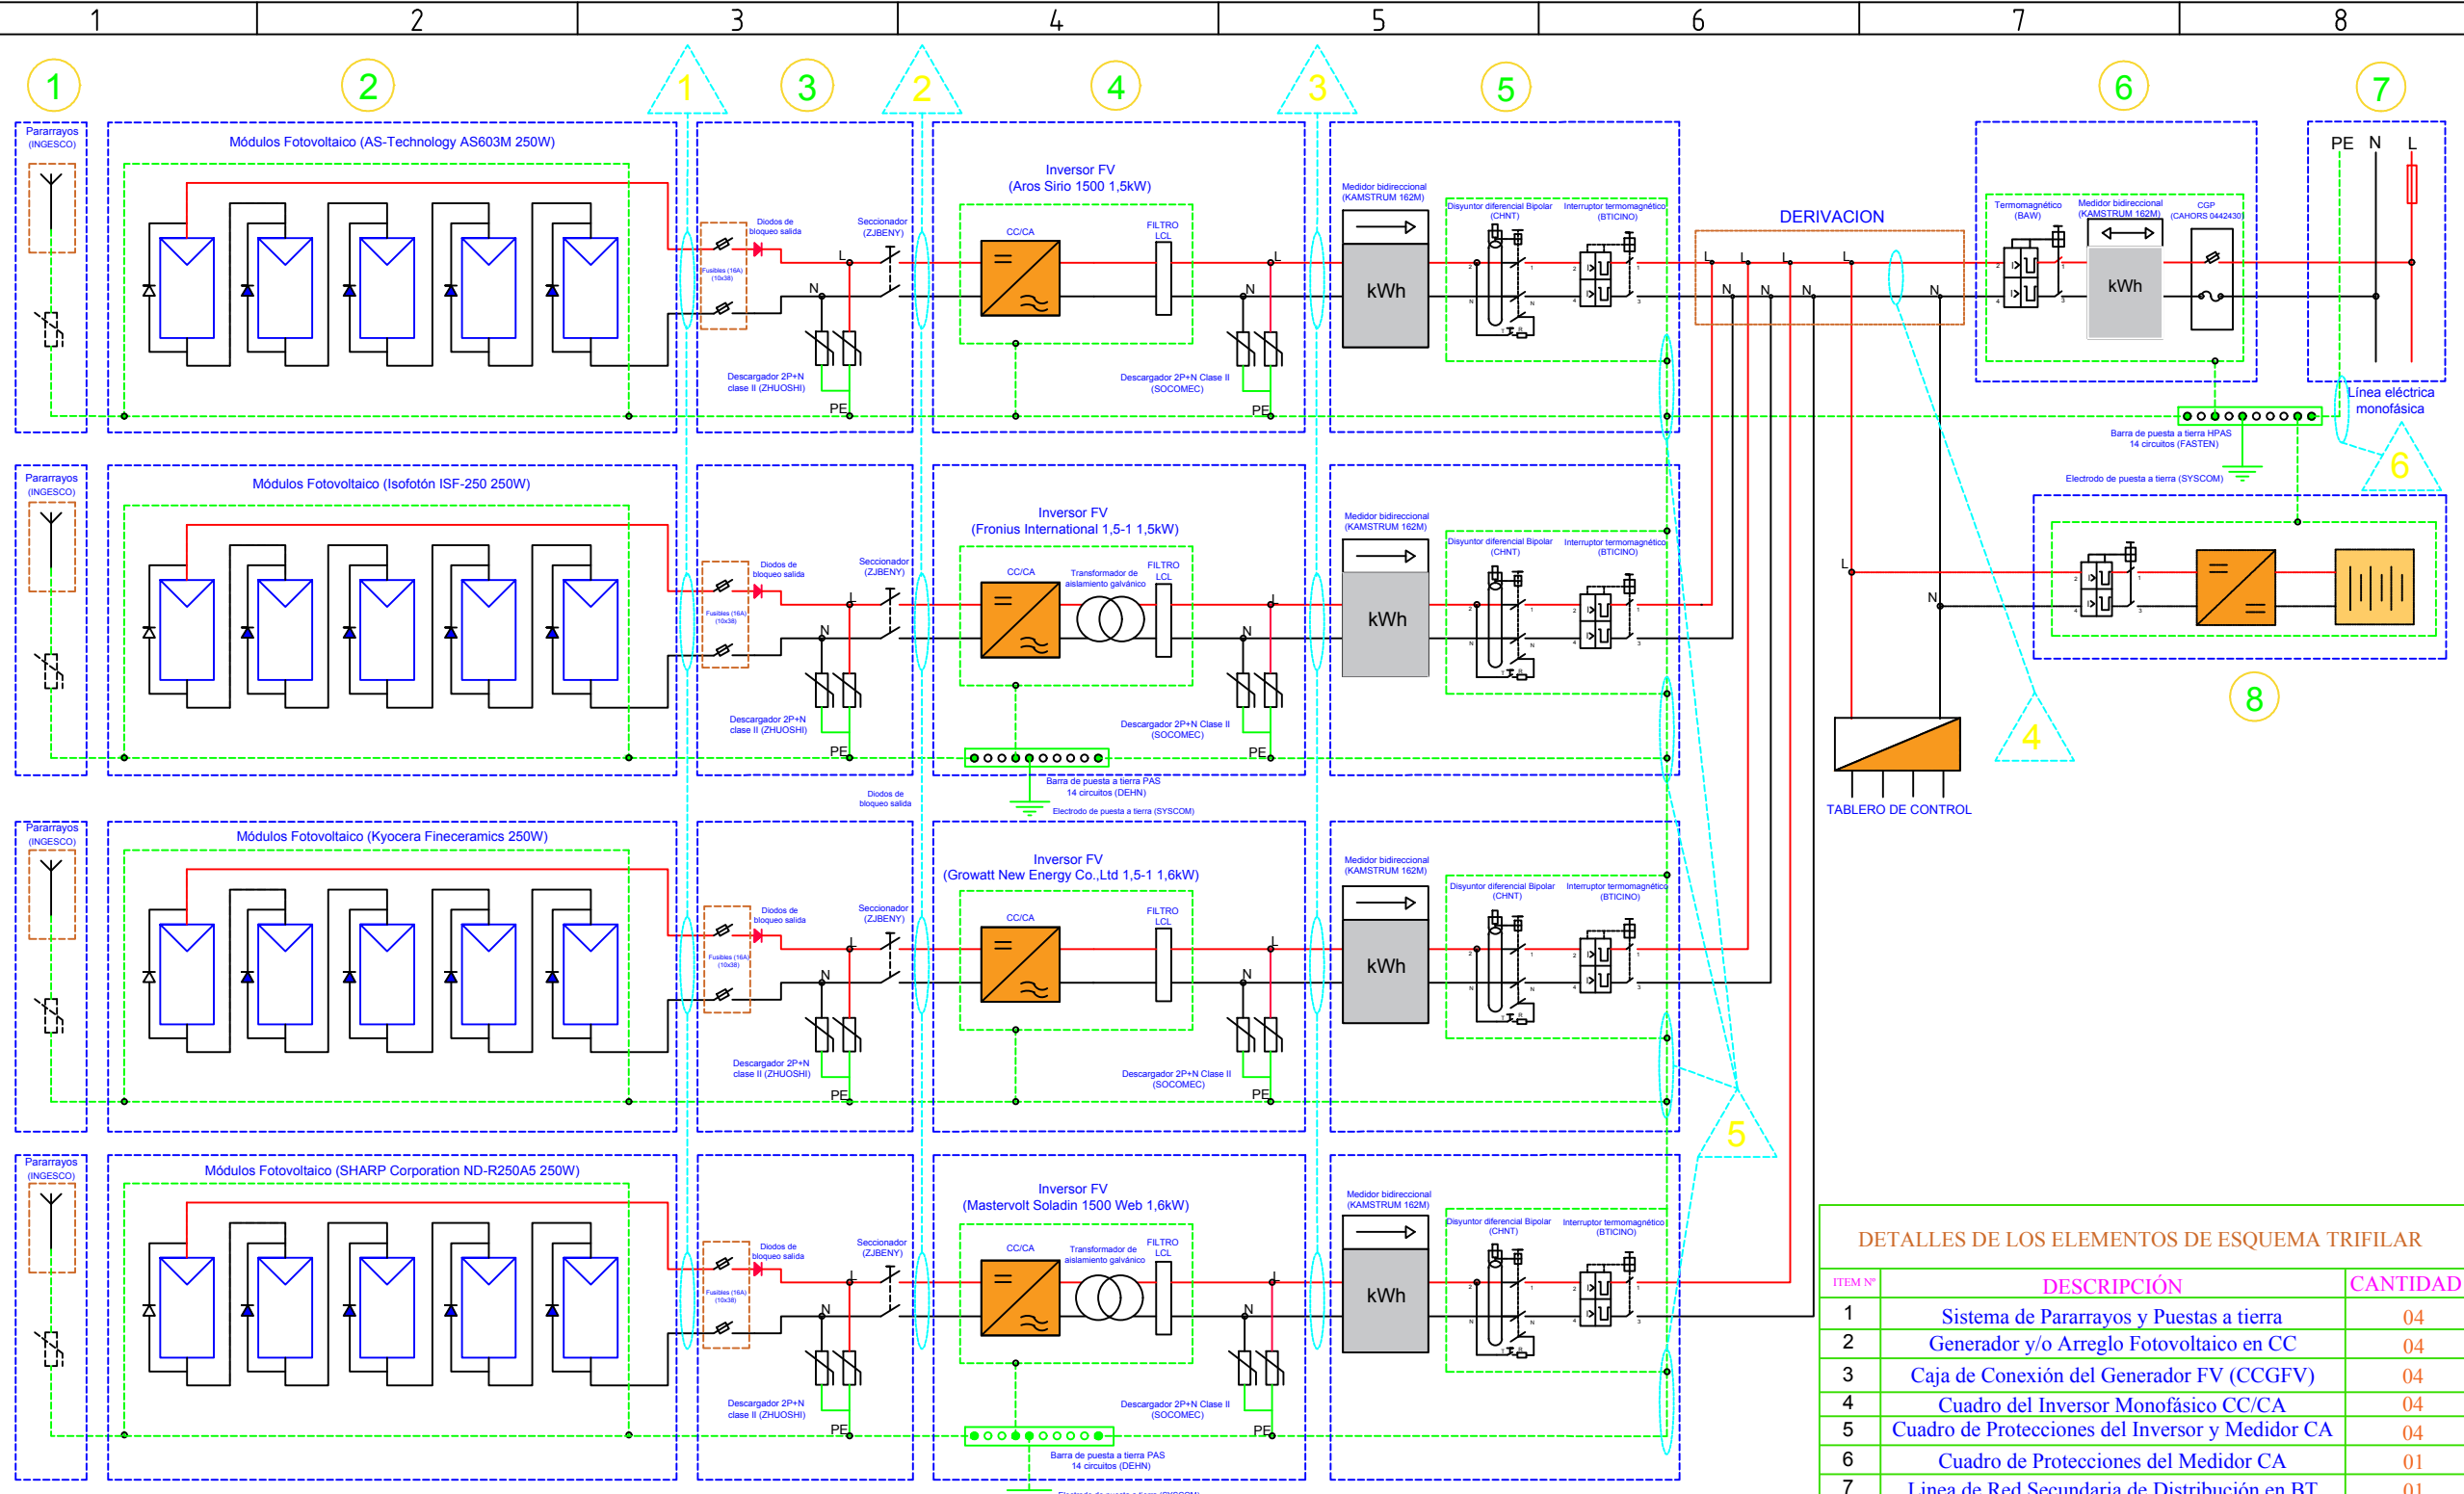 1 2 3 4 5 6 7 8
1 2 1 3 2 4 3 5 6 7
Pararrayos
(INGESCO)
Módulos Fotovoltaico (AS-Technology AS603M 250W)
Fusibles (16A)
(10x38)
Diodos de
bloqueo salida
Seccionador
(ZJBENY)
L
N
Descargador 2P+N
clase II (ZHUOSHI)
PE
Inversor FV
(Aros Sirio 1500 1,5kW)
CC/CA
FILTRO
LCL
L
N
Descargador 2P+N Clase II
(SOCOMEC)
PE
Medidor bidireccional
(KAMSTRUM 162M)
kWh
Disyuntor diferencial Bipolar
(CHNT)
Interruptor termomagnético
(BTICINO)
DERIVACION
L L L L
N N N N
Termomagnético
(BAW)
Medidor bidireccional
(KAMSTRUM 162M)
kWh
CGP
(CAHORS 0442430)
PE N L
Línea eléctrica
monofásica
Barra de puesta a tierra HPAS
14 circuitos (FASTEN)
Electrodo de puesta a tierra (SYSCOM)
6
Pararrayos
(INGESCO)
Módulos Fotovoltaico (Isofotón ISF-250 250W)
Fusibles (16A)
(10x38)
Diodos de
bloqueo salida
Seccionador
(ZJBENY)
L
N
Descargador 2P+N
clase II (ZHUOSHI)
PE
Inversor FV
(Fronius International 1,5-1 1,5kW)
CC/CA
Transformador de
aislamiento galvánico
FILTRO
LCL
L
N
Descargador 2P+N Clase II
(SOCOMEC)
PE
Barra de puesta a tierra PAS
14 circuitos (DEHN)
Electrodo de puesta a tierra (SYSCOM)
Medidor bidireccional
(KAMSTRUM 162M)
kWh
Disyuntor diferencial Bipolar
(CHNT)
Interruptor termomagnético
(BTICINO)
L
N
8
4
TABLERO DE CONTROL
Diodos de
bloqueo salida
Pararrayos
(INGESCO)
Módulos Fotovoltaico (Kyocera Fineceramics 250W)
Fusibles (16A)
(10x38)
Diodos de
bloqueo salida
Seccionador
(ZJBENY)
L
N
Descargador 2P+N
clase II (ZHUOSHI)
PE
Inversor FV
(Growatt New Energy Co.,Ltd 1,5-1 1,6kW)
CC/CA
FILTRO
LCL
L
N
Descargador 2P+N Clase II
(SOCOMEC)
PE
Medidor bidireccional
(KAMSTRUM 162M)
kWh
Disyuntor diferencial Bipolar
(CHNT)
Interruptor termomagnético
(BTICINO)
5
Pararrayos
(INGESCO)
Módulos Fotovoltaico (SHARP Corporation ND-R250A5 250W)
Fusibles (16A)
(10x38)
Diodos de
bloqueo salida
Seccionador
(ZJBENY)
L
N
Descargador 2P+N
clase II (ZHUOSHI)
PE
Inversor FV
(Mastervolt Soladin 1500 Web 1,6kW)
CC/CA
Transformador de
aislamiento galvánico
FILTRO
LCL
L
N
Descargador 2P+N Clase II
(SOCOMEC)
PE
Barra de puesta a tierra PAS
14 circuitos (DEHN)
Medidor bidireccional
(KAMSTRUM 162M)
kWh
Disyuntor diferencial Bipolar
(CHNT)
Interruptor termomagnético
(BTICINO)
DETALLES DE LOS ELEMENTOS DE ESQUEMA TRIFILAR
ITEM Nº DESCRIPCIÓN CANTIDAD
1 Sistema de Pararrayos y Puestas a tierra 04
2 Generador y/o Arreglo Fotovoltaico en CC 04
3 Caja de Conexión del Generador FV (CCGFV) 04
4 Cuadro del Inversor Monofásico CC/CA 04
5 Cuadro de Protecciones del Inversor y Medidor CA 04
6 Cuadro de Protecciones del Medidor CA 01
7 Linea de Red Secundaria de Distribución en BT 01